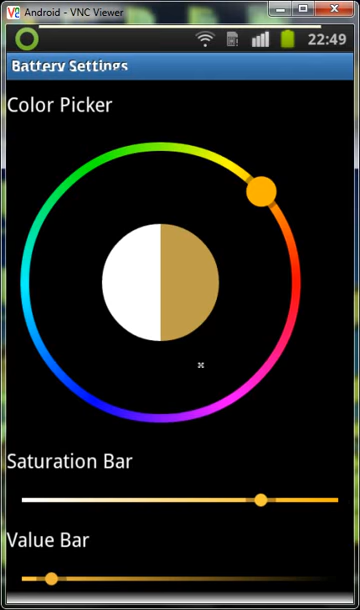 Android - VNC Viewer
22:49
Battery Settings
Color Picker
Saturation Bar
Value Bar